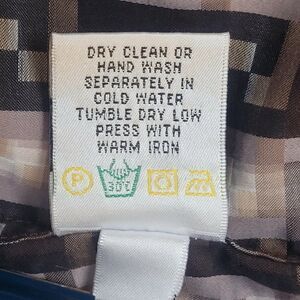 DRY CLEAN OR
HAND WASH
SEPARATELY IN
COLD WATER
TUMBLE DRY LOW
PRESS WITH
WARM IRON
P 30°C